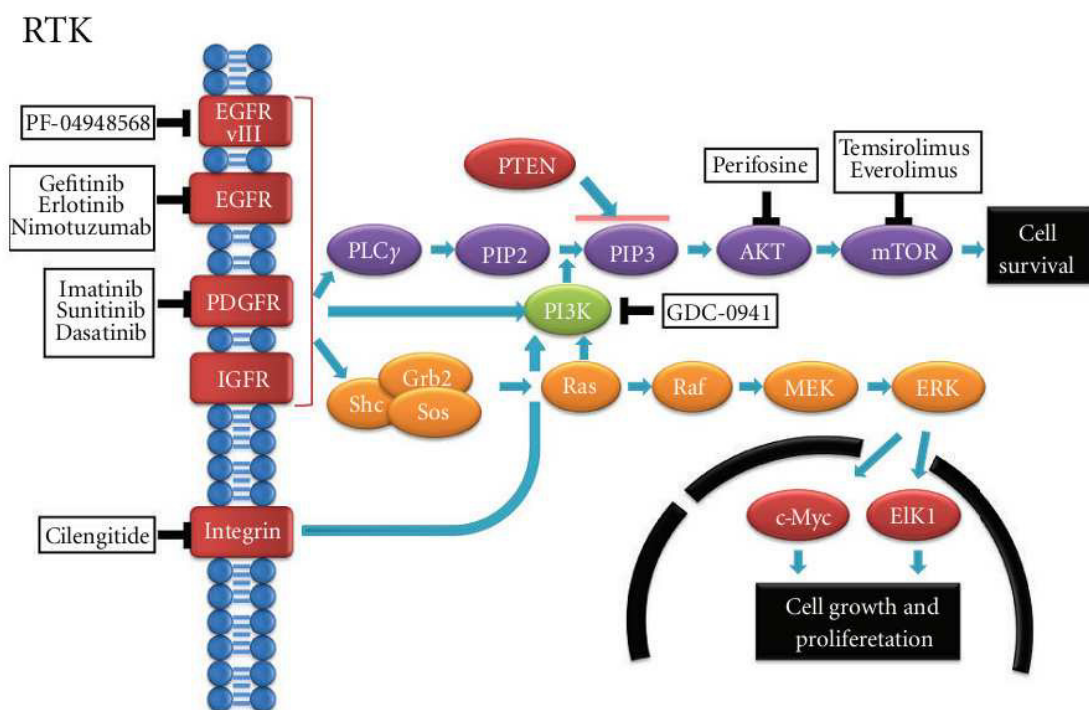 RTK
PF-04948568
EGFR
vIII
Gefitinib
Erlotinib
Nimotuzumab
EGFR
Imatinib
Sunitinib
Dasatinib
PDGFR
IGFR
Cilengitide
Integrin
PTEN
Perifosine
Temsirolimus
Everolimus
PLCγ
PIP2
PIP3
AKT
mTOR
Cell
survival
PI3K
GDC-0941
Shc
Grb2
Sos
Ras
Raf
MEK
ERK
c-Myc
ElK1
Cell growth and
proliferetation